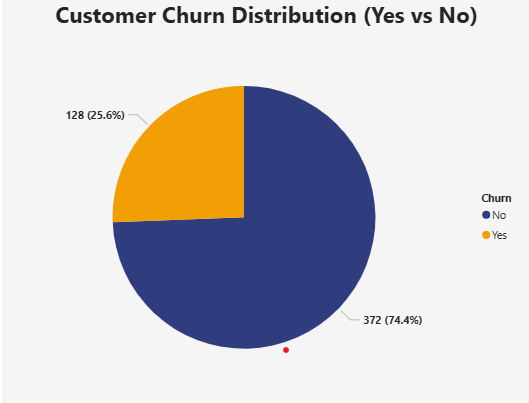 Customer Churn Distribution (Yes vs No)
128 (25.6%)
Churn
No
Yes
372 (74.4%)